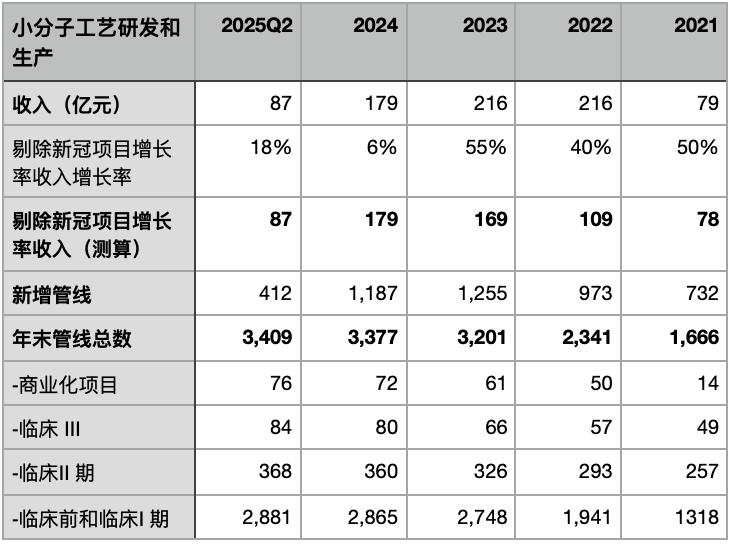 小分子工艺研发和 2025Q2 2024 2023 2022 2021
生产
收入（亿元） 87 179 216 216 79
剔除新冠项目增长 18% 6% 55% 40% 50%
率收入增长率
剔除新冠项目增长 87 179 169 109 78
率收入（测算）
新增管线 412 1,187 1,255 973 732
年末管线总数 3,409 3,377 3,201 2,341 1,666
-商业化项目 76 72 61 50 14
-临床 III 84 80 66 57 49
-临床II 期 368 360 326 293 257
-临床前和临床I 期 2,881 2,865 2,748 1,941 1318